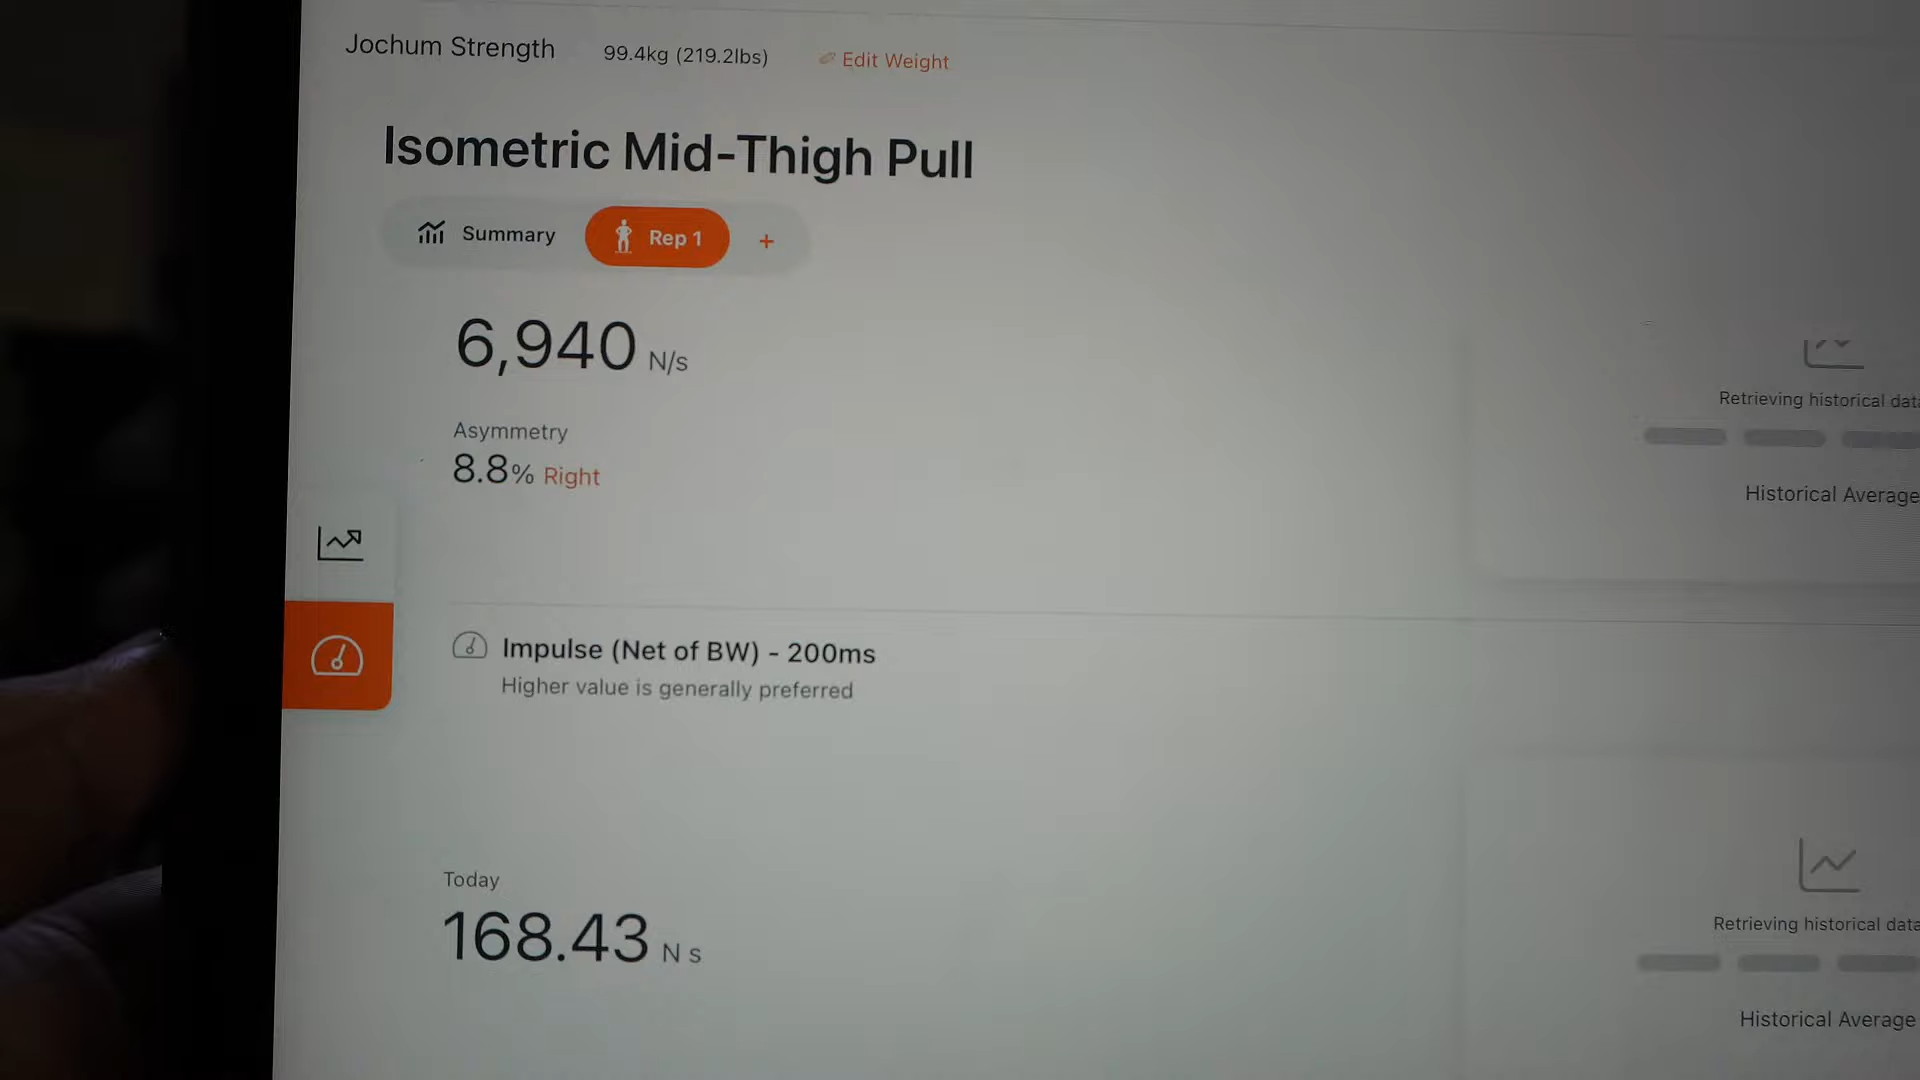 Jochum Strength 99.4kg (219.2lbs) Edit Weight
Isometric Mid-Thigh Pull
Summary Rep 1 +
6,940 N/s
Asymmetry
8.8% Right
Retrieving historical data
Historical Average
Impulse (Net of BW) - 200ms
Higher value is generally preferred
Today
168.43 N s
Retrieving historical data
Historical Average